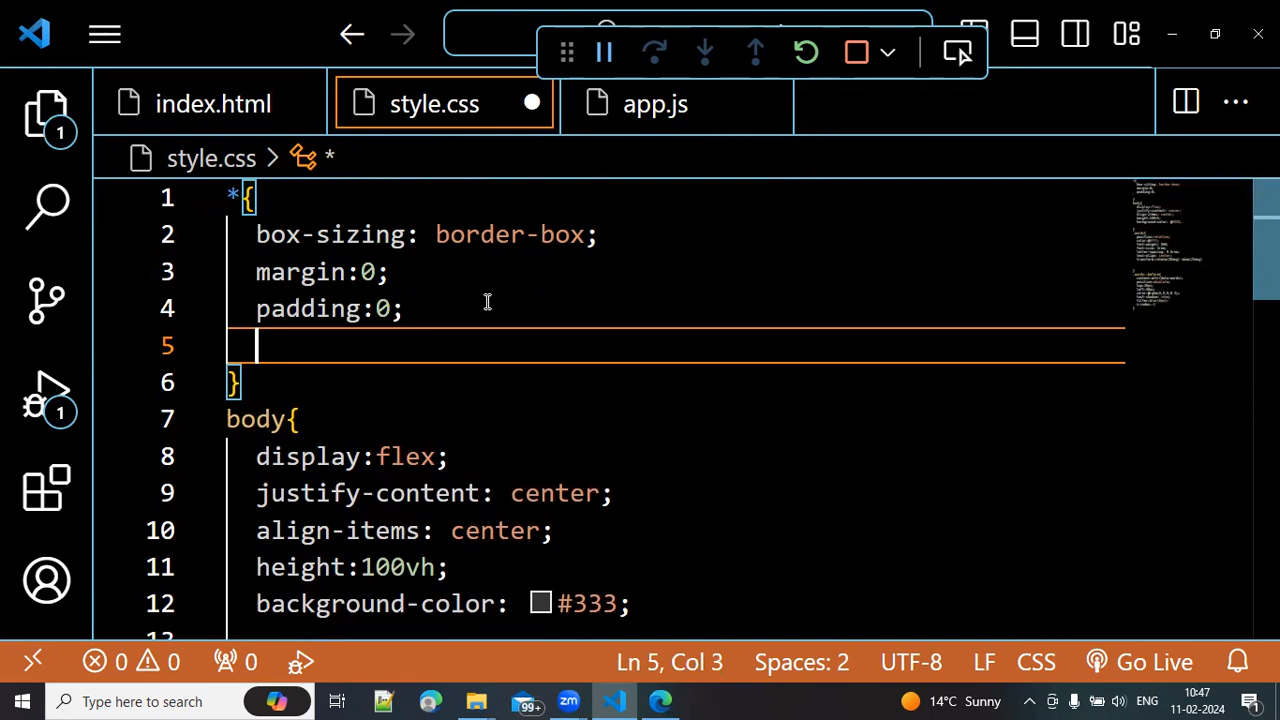 index.html
style.css
app.js
style.css > *
1 *{
2 box-sizing: border-box;
3 margin:0;
4 padding:0;
5
6 }
7 body{
8 display:flex;
9 justify-content: center;
10 align-items: center;
11 height:100vh;
12 background-color: #333;
1
1
0 0 0
Ln 5, Col 3 Spaces: 2 UTF-8 LF CSS Go Live
Type here to search
99+
zm
14°C Sunny
ENG
10:47
11-02-2024
1